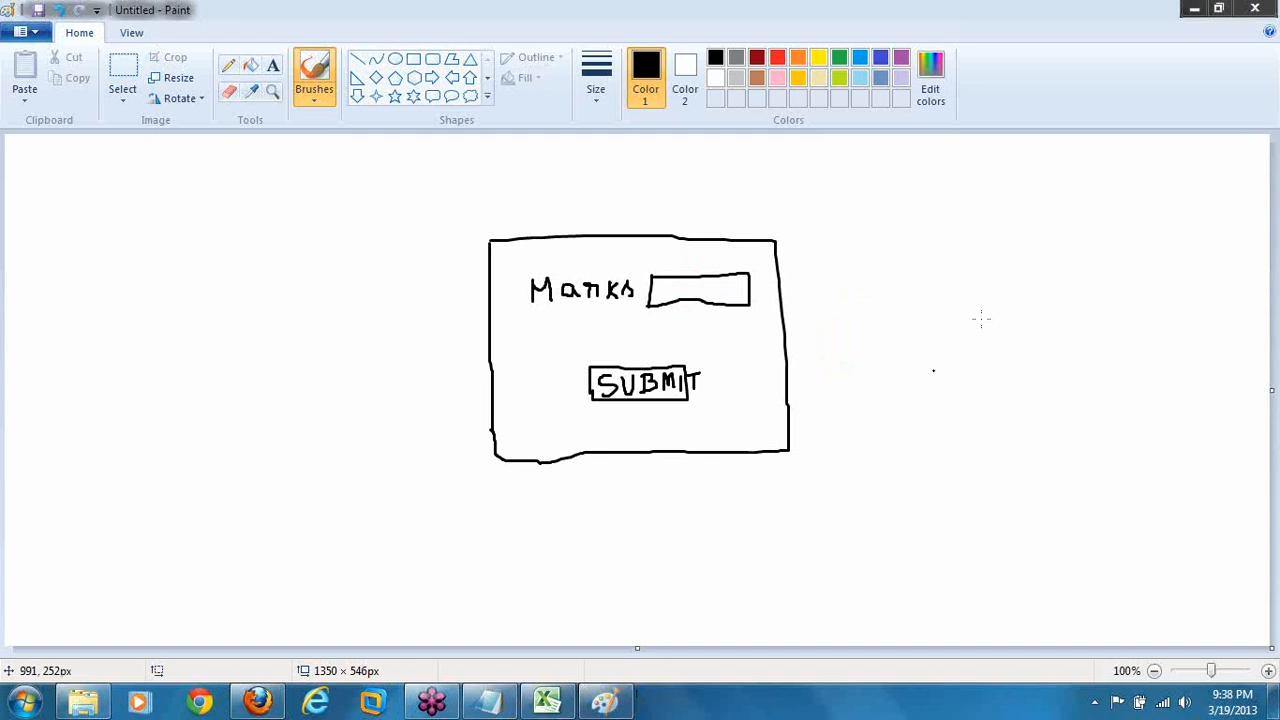 Untitled - Paint
Home View
Paste Cut Copy Clipboard
Select Crop Resize Rotate Image
Tools
Brushes
Shapes Outline Fill
Size
Color 1 Color 2 Edit colors Colors
Marks
SUBMIT
991, 252px 1350 × 546px 100%
9:38 PM
3/19/2013